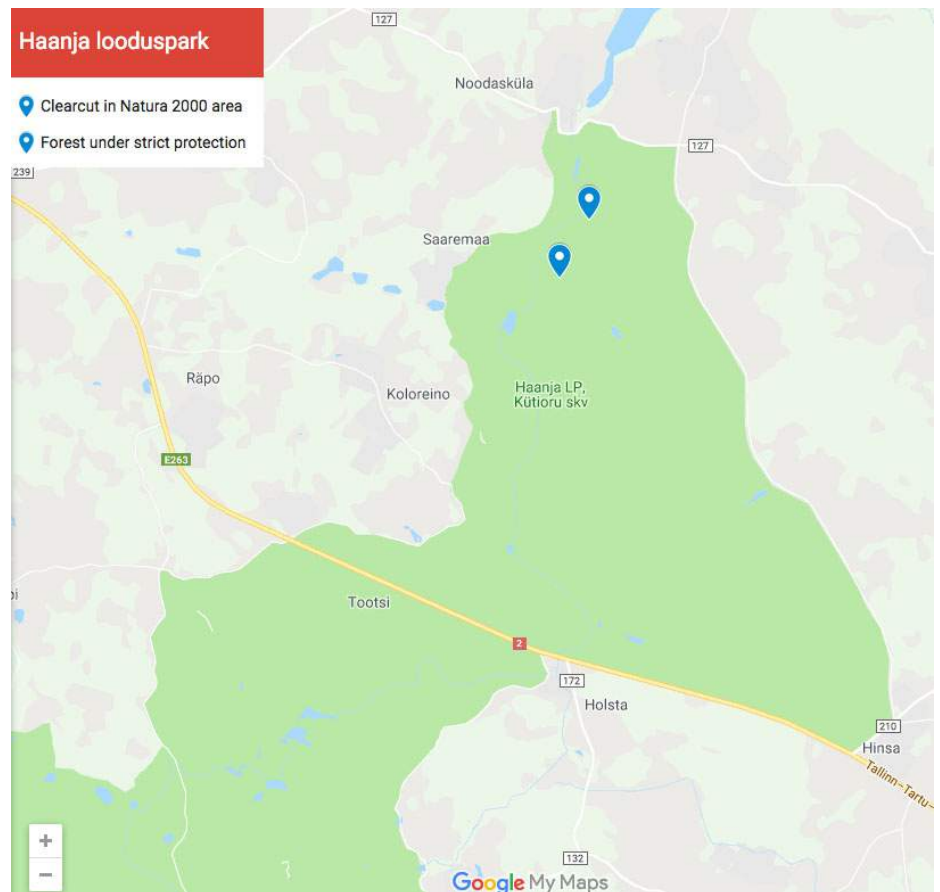 Haanja looduspark
Clearcut in Natura 2000 area
Forest under strict protection
127
Noodasküla
127
239
Saaremaa
Räpo
Koloreino
Haanja LP,
Kütioru skv
E263
Tootsi
2
172
Holsta
210
Hinsa
Tallinn-Tartu-
132
+
−
Google My Maps